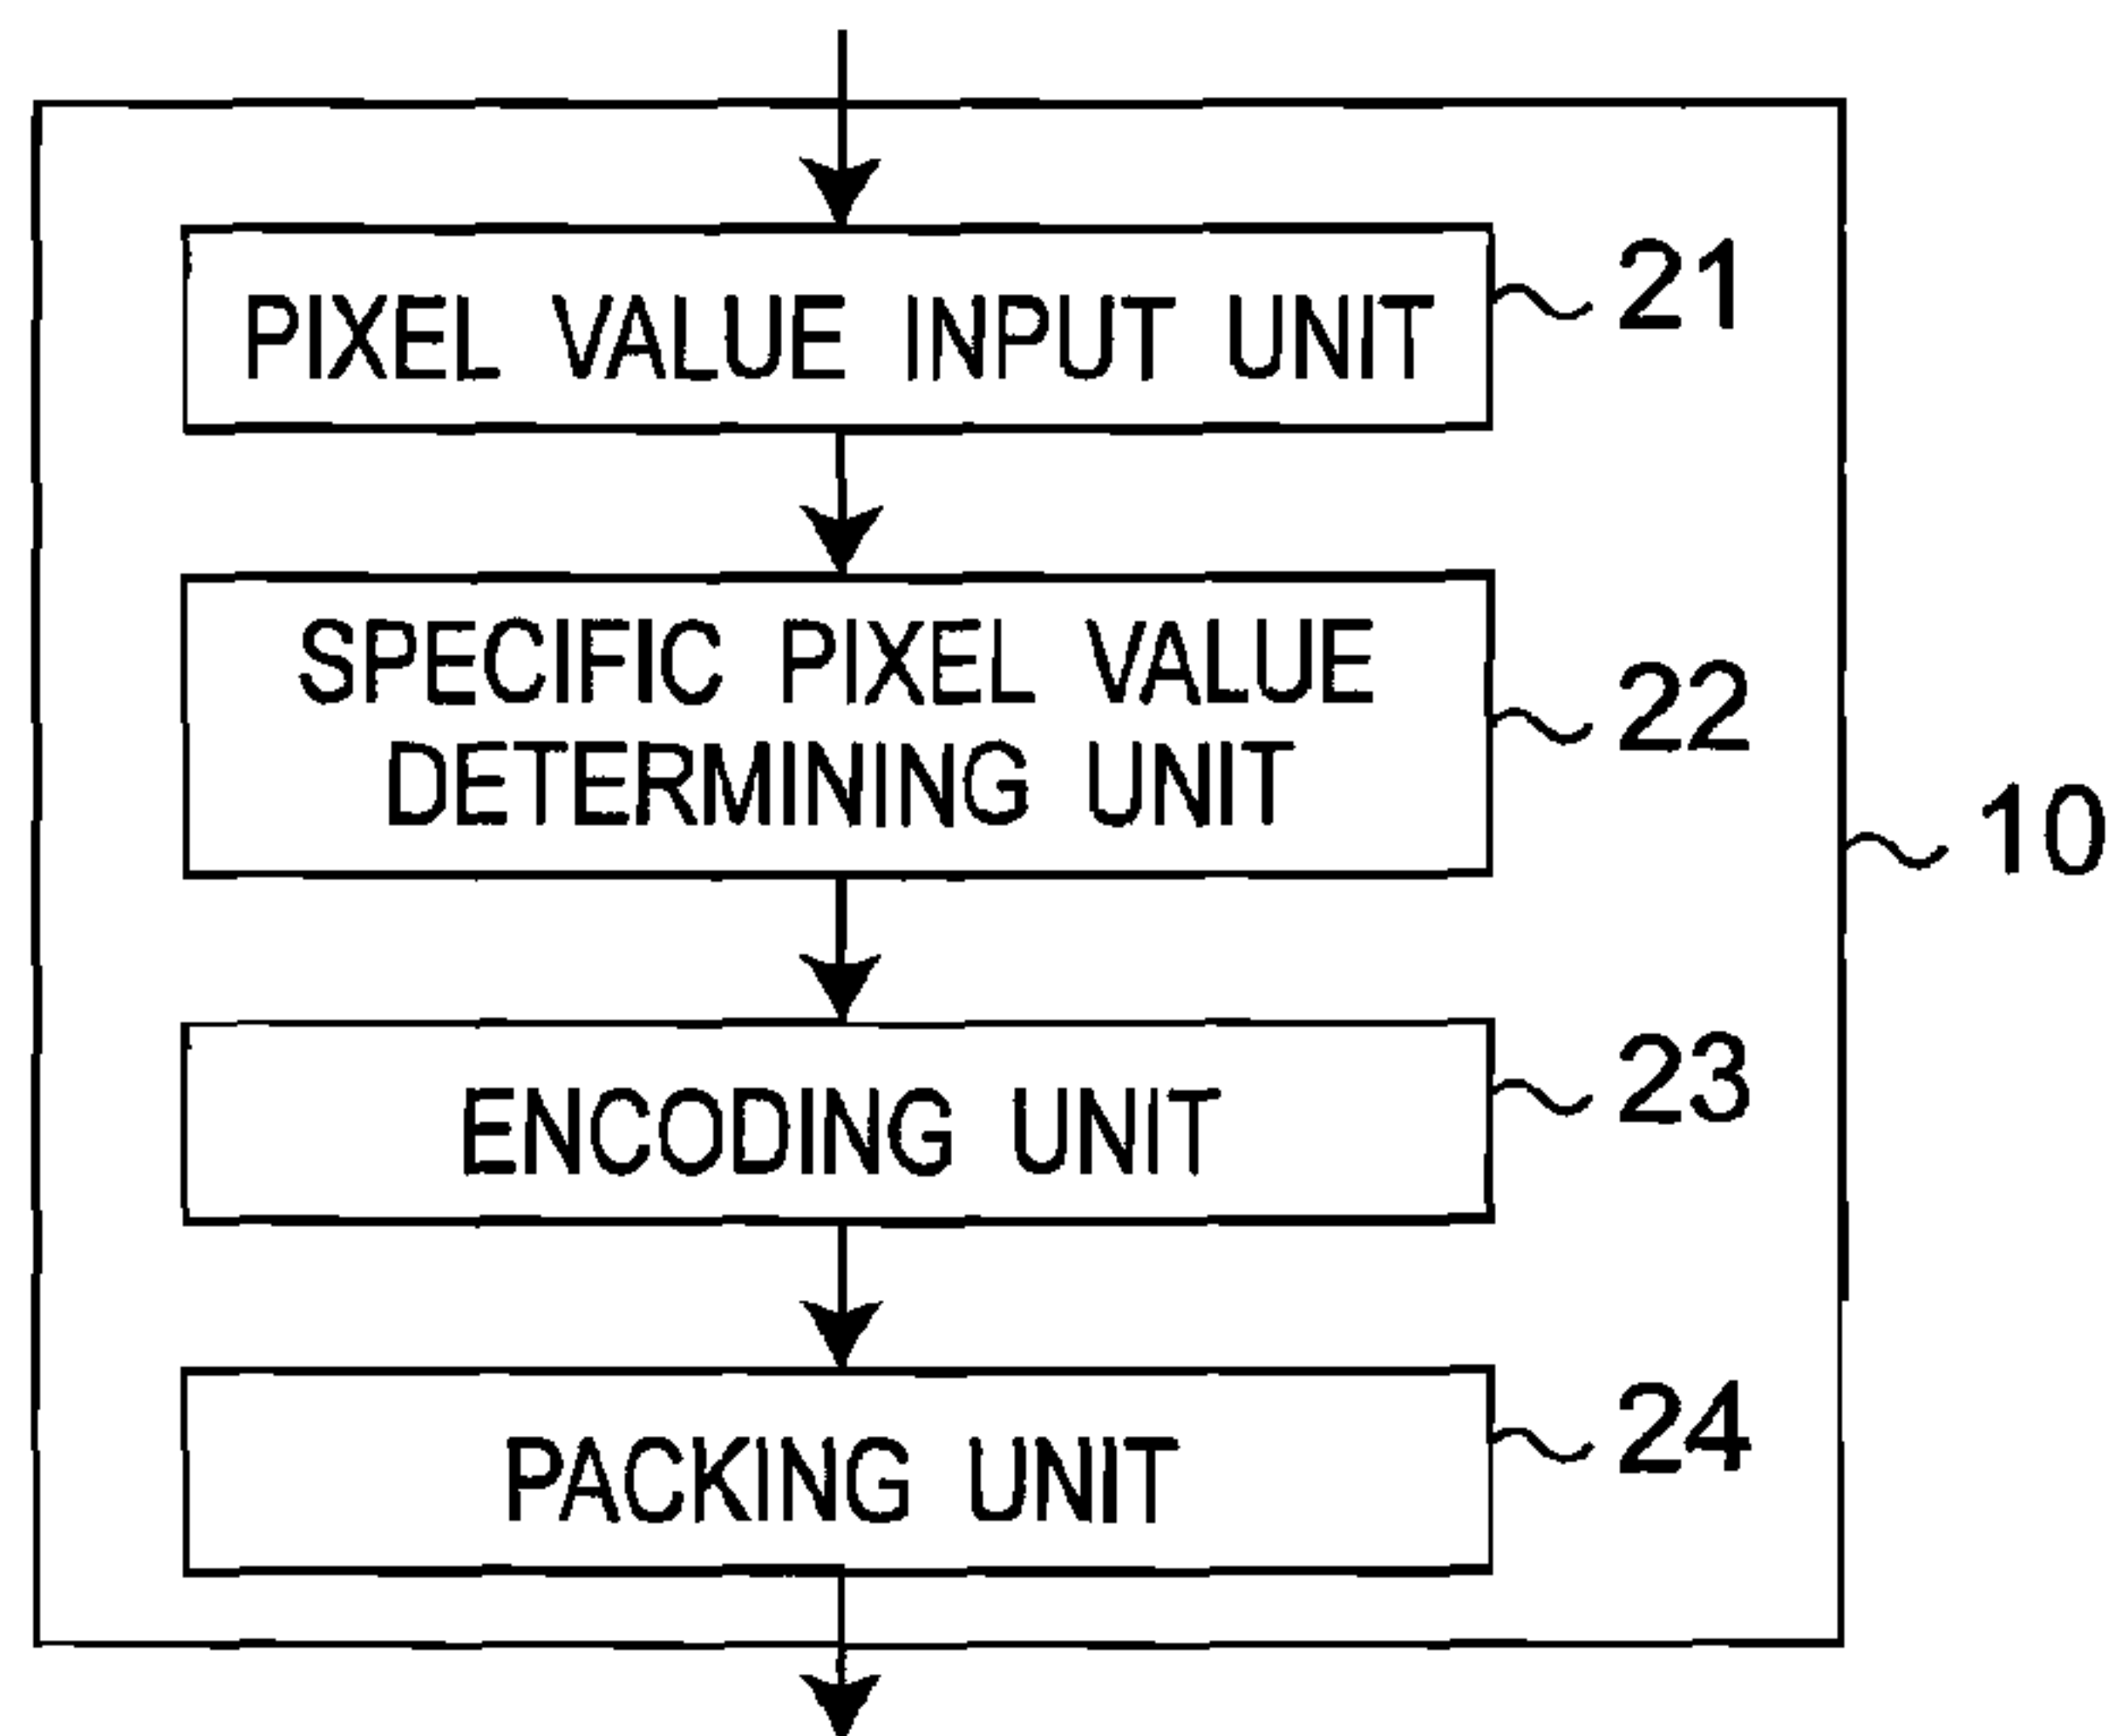 PIXEL VALUE INPUT UNIT
21
SPECIFIC PIXEL VALUE
DETERMINING UNIT
22
10
ENCODING UNIT
23
PACKING UNIT
24